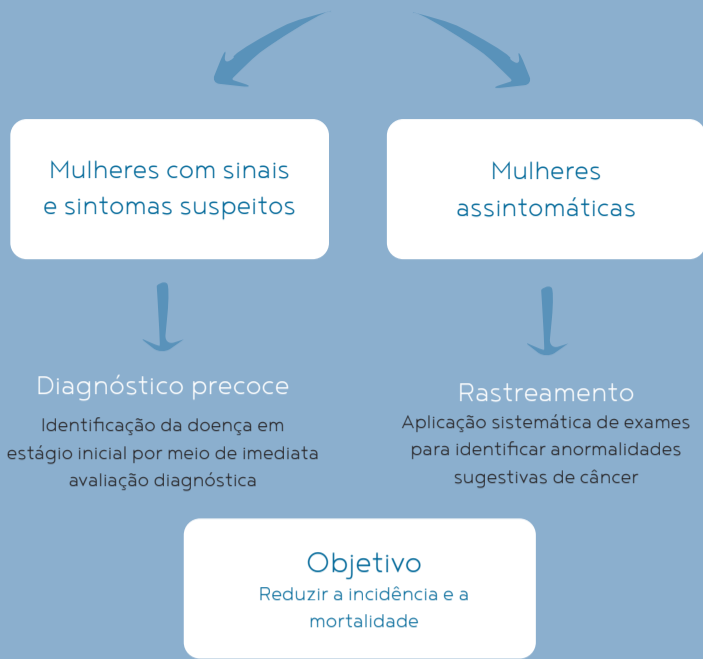 Mulheres com sinais
e sintomas suspeitos
Mulheres
assintomáticas
Diagnóstico precoce
Identificação da doença em
estágio inicial por meio de imediata
avaliação diagnóstica
Rastreamento
Aplicação sistemática de exames
para identificar anormalidades
sugestivas de câncer
Objetivo
Reduzir a incidência e a
mortalidade